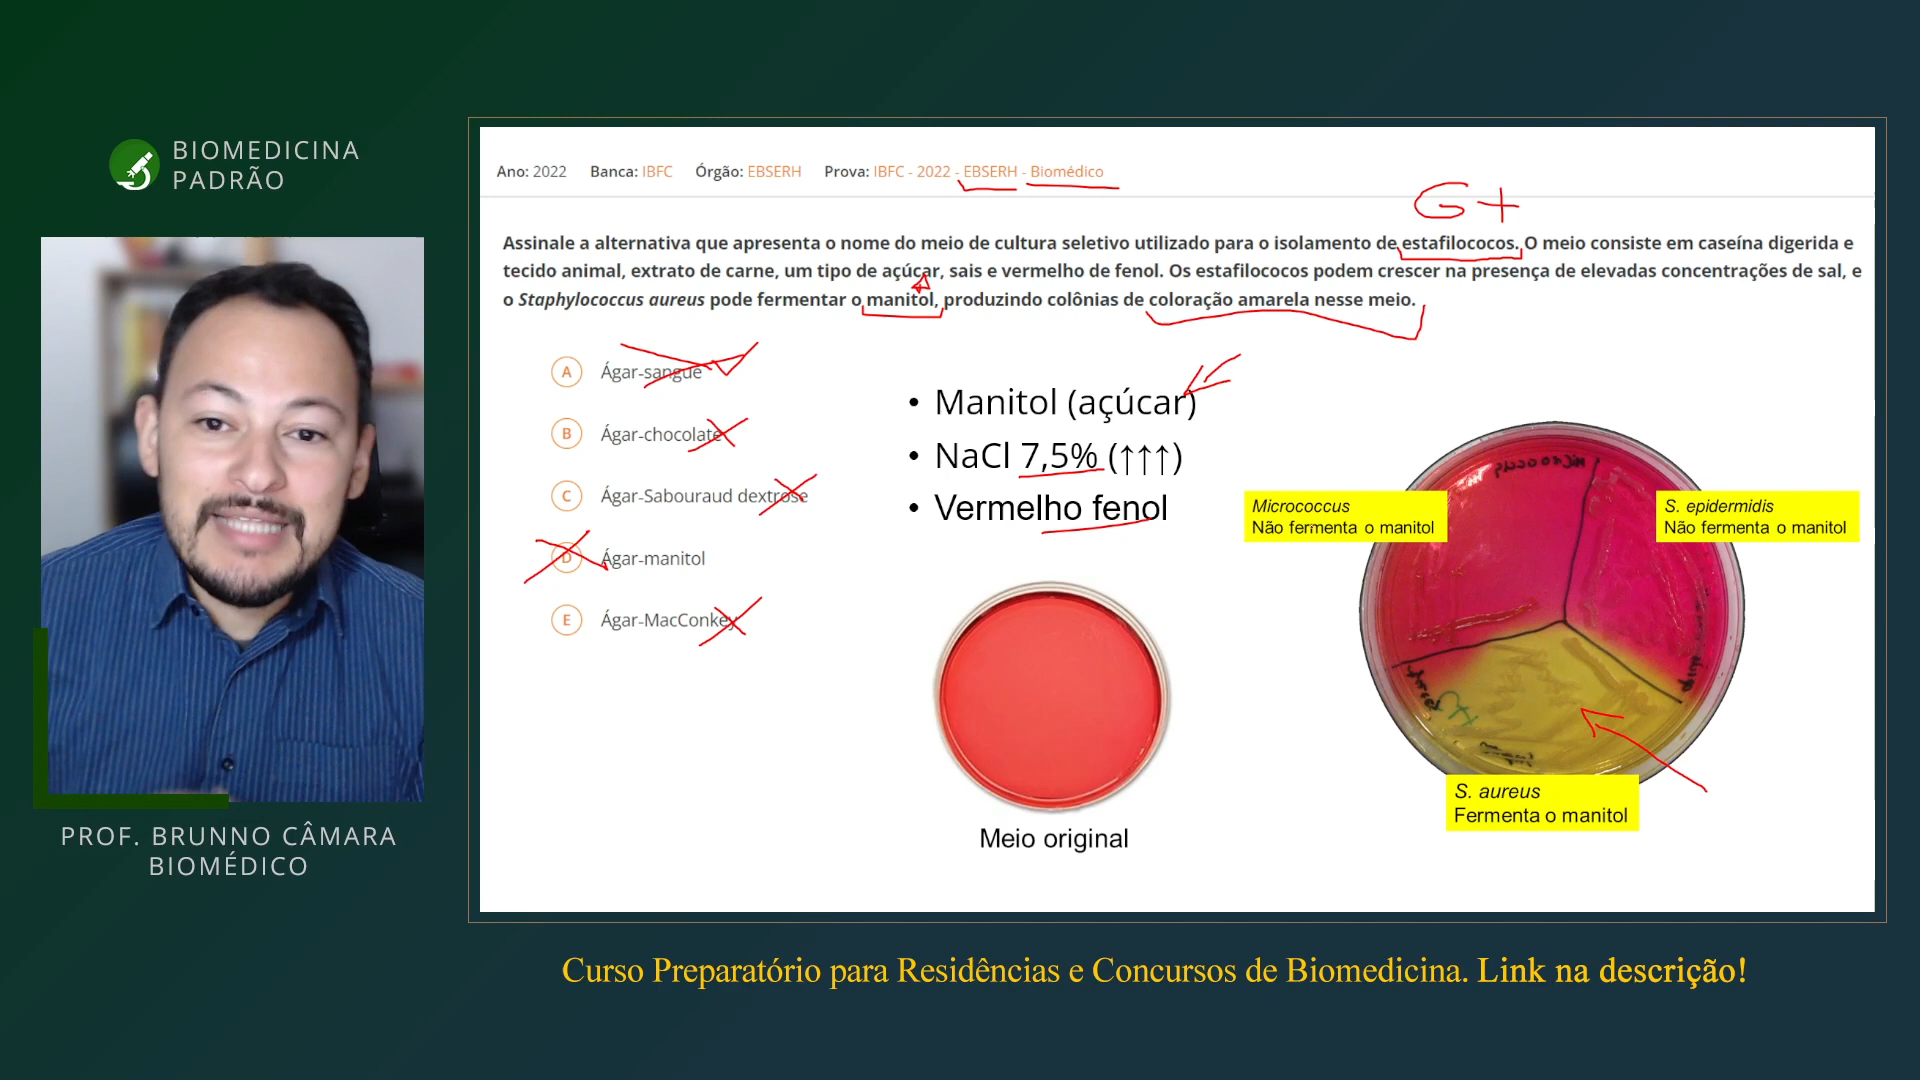 BIOMEDICINA
PADRÃO
PROF. BRUNNO CÂMARA
BIOMÉDICO
Ano: 2022 Banca: IBFC Órgão: EBSERH Prova: IBFC - 2022 - EBSERH - Biomédico
G+
Assinale a alternativa que apresenta o nome do meio de cultura seletivo utilizado para o isolamento de estafilococos. O meio consiste em caseína digerida e
tecido animal, extrato de carne, um tipo de açúcar, sais e vermelho de fenol. Os estafilococos podem crescer na presença de elevadas concentrações de sal, e
o Staphylococcus aureus pode fermentar o manitol, produzindo colônias de coloração amarela nesse meio.
A Ágar-sangue
B Ágar-chocolate
C Ágar-Sabouraud dextrose
D Ágar-manitol
E Ágar-MacConkey
• Manitol (açúcar)
• NaCl 7,5% (↑↑↑)
• Vermelho fenol
Meio original
Micrococcus
Não fermenta o manitol
S. epidermidis
Não fermenta o manitol
Micrococcus
S. aureus
Fermenta o manitol
Curso Preparatório para Residências e Concursos de Biomedicina. Link na descrição!